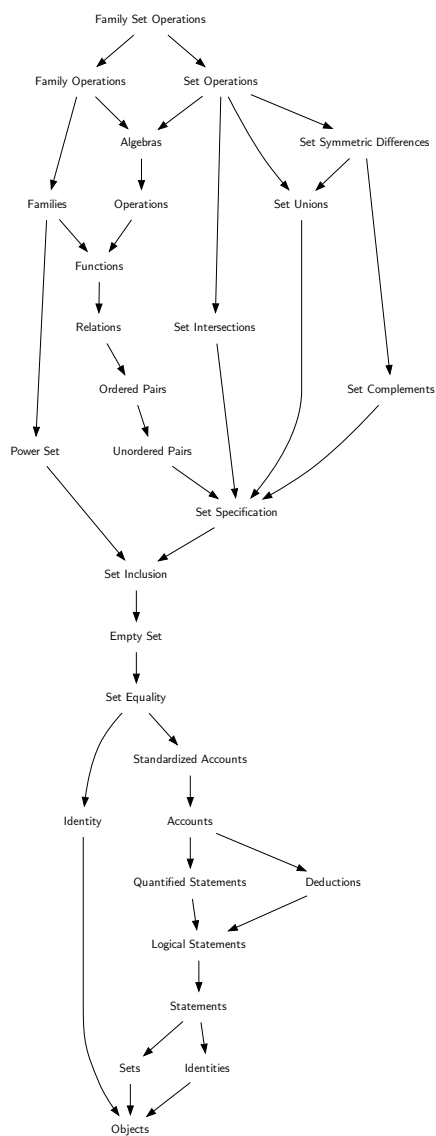 Family Set Operations
Family Operations
Set Operations
Algebras
Set Symmetric Differences
Families
Operations
Set Unions
Functions
Relations
Set Intersections
Ordered Pairs
Set Complements
Power Set
Unordered Pairs
Set Specification
Set Inclusion
Empty Set
Set Equality
Standardized Accounts
Identity
Accounts
Quantified Statements
Deductions
Logical Statements
Statements
Sets
Identities
Objects